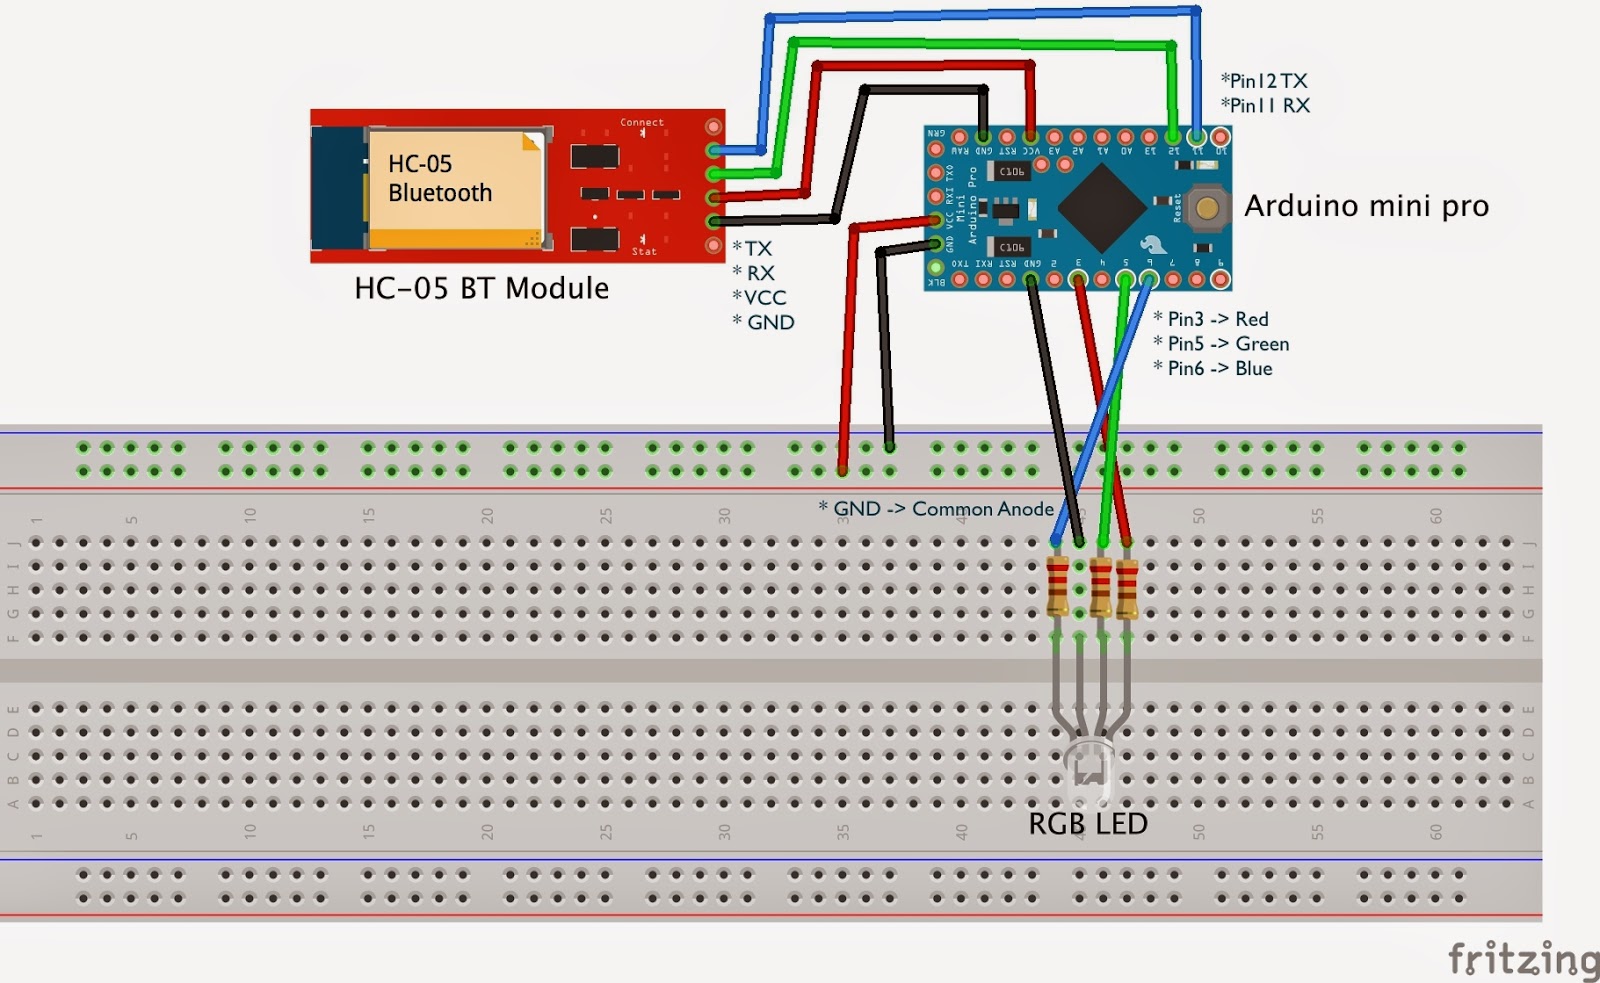 *Pin12 TX
*Pin11 RX
Connect
HC-05
Bluetooth
Stat
HC-05 BT Module
* TX
* RX
*VCC
* GND
GRN
RAW GND RST VCC A3 A2 A1 A0 13 12 11 10
TXO
RXI
VCC
GND
BLK
Arduino Pro
Mini
C106
C106
Reset
TXO RXI RST GND 2 3 4 5 6 7 8 9
Arduino mini pro
* Pin3 -> Red
* Pin5 -> Green
* Pin6 -> Blue
* GND -> Common Anode
1 5 10 15 20 25 30 35 40 45 50 55 60
J J
I I
H H
G G
F F
E E
D D
C C
B B
A A
RGB LED
1 5 10 15 20 25 30 35 40 45 50 55 60
fritzing